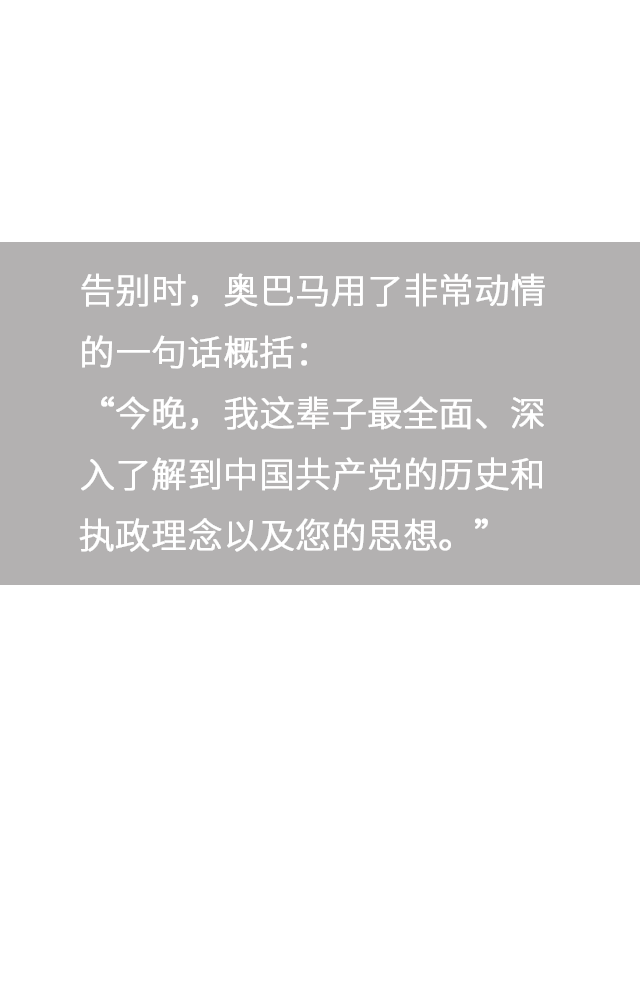 告别时，奥巴马用了非常动情
的一句话概括：
“今晚，我这辈子最全面、深
入了解到中国共产党的历史和
执政理念以及您的思想。”